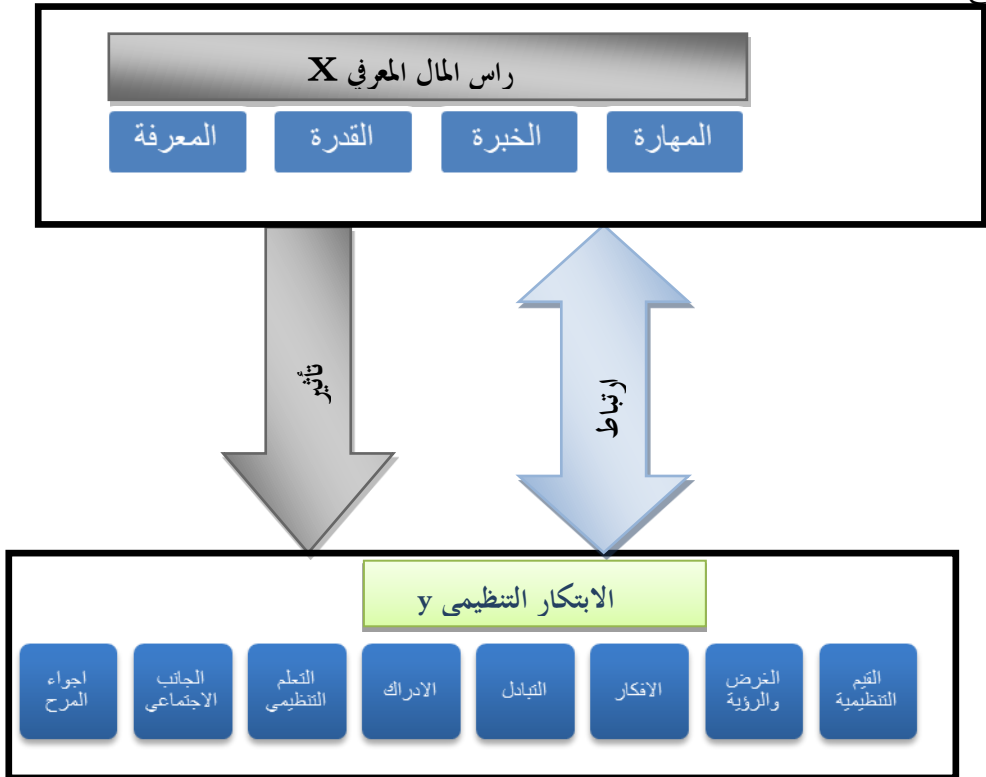 راس المال المعرفي X
المهارة
الخبرة
القدرة
المعرفة
تأثير
ارتباط
الابتكار التنظيمي y
القيم
التنظيمية
الغرض
والرؤية
الافكار
التبادل
الادراك
التعلم
التنظيمي
الجانب
الاجتماعي
اجواء
المرح